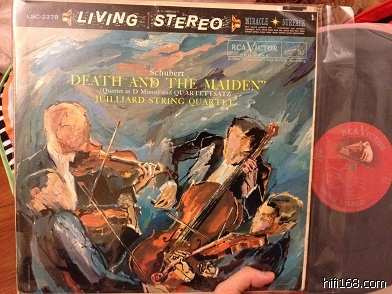 LSC-2378
LIVING STEREO
MIRACLE SURFACE
RCA VICTOR
Schubert
"DEATH AND THE MAIDEN"
(Quartet in D Minor) and QUARTETTSATZ
JUILLIARD STRING QUARTET
RCA VICTOR
hifi168.com